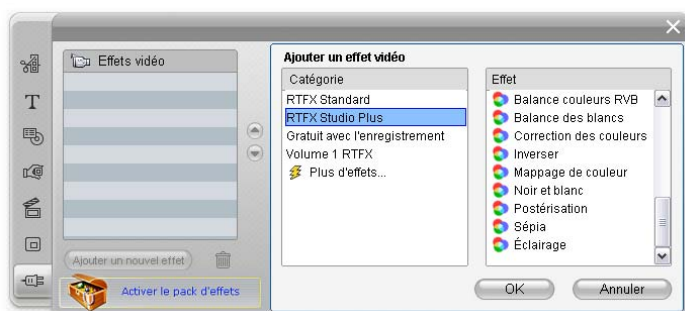 Effets vidéo
Ajouter un nouvel effet
Activer le pack d'effets
Ajouter un effet vidéo
Catégorie
RTFX Standard
RTFX Studio Plus
Gratuit avec l'enregistrement
Volume 1 RTFX
Plus d'effets...
Effet
Balance couleurs RVB
Balance des blancs
Correction des couleurs
Inverser
Mappage de couleur
Noir et blanc
Postérisation
Sépia
Éclairage
OK
Annuler
T